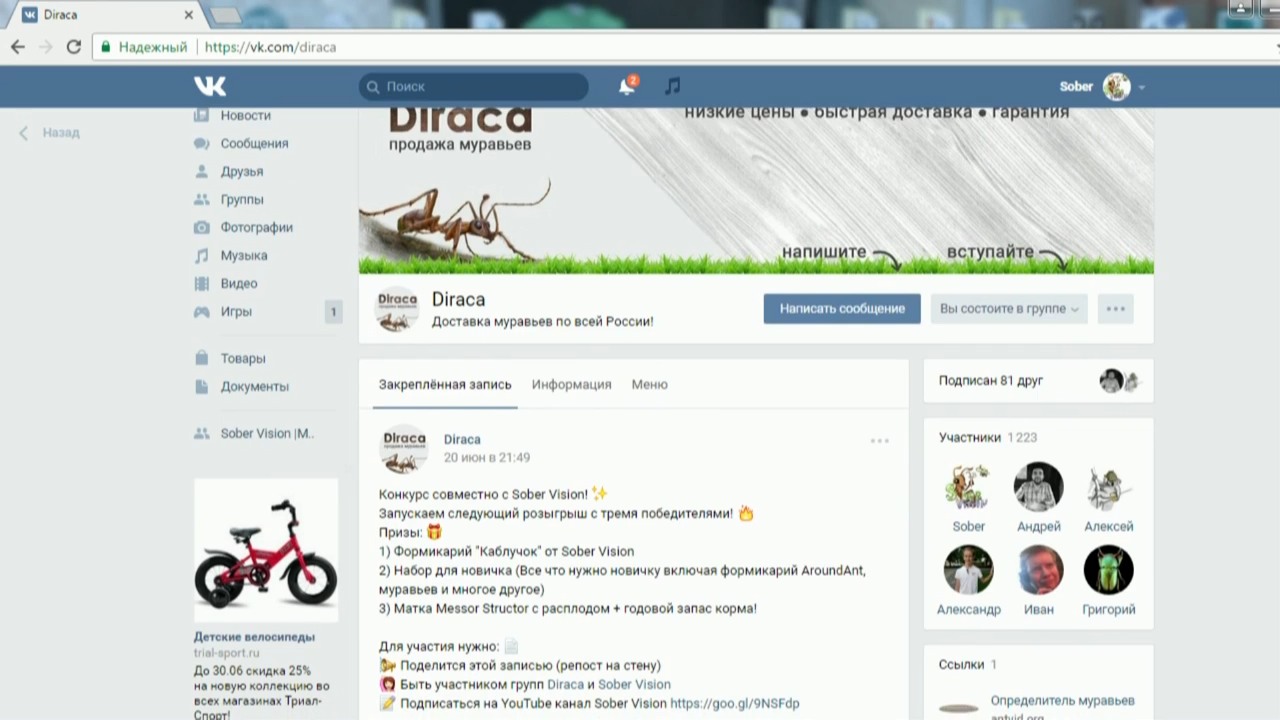 Diraca
Надежный
https://vk.com/diraca
Поиск
2
Sober
Назад
Новости
Сообщения
Друзья
Группы
Фотографии
Музыка
Видео
Игры
1
Товары
Документы
Sober Vision |М..
Детские велосипеды
trial-sport.ru
До 30.06 скидка 25%
на новую коллекцию во
всех магазинах Триал-
Спорт!
Diraca
продажа муравьев
низкие цены • быстрая доставка • гарантия
напишите
вступайте
Diraca
Diraca
Доставка муравьев по всей России!
Написать сообщение
Вы состоите в группе
Закреплённая запись
Информация
Меню
Diraca
продажа муравьев
Diraca
20 июн в 21:49
Конкурс совместно с Sober Vision! ✨
Запускаем следующий розыгрыш с тремя победителями! 🔥
Призы: 🎁
1) Формикарий "Каблучок" от Sober Vision
2) Набор для новичка (Все что нужно новичку включая формикарий AroundAnt,
муравьев и многое другое)
3) Матка Messor Structor с расплодом + годовой запас корма!
Для участия нужно: 📄
Поделится этой записью (репост на стену)
Быть участником групп Diraca и Sober Vision
Подписаться на YouTube канал Sober Vision https://goo.gl/9NSFdp
Подписан 81 друг
Участники 1 223
Sober
Андрей
Алексей
Александр
Иван
Григорий
Ссылки 1
Определитель муравьев
antvid.org